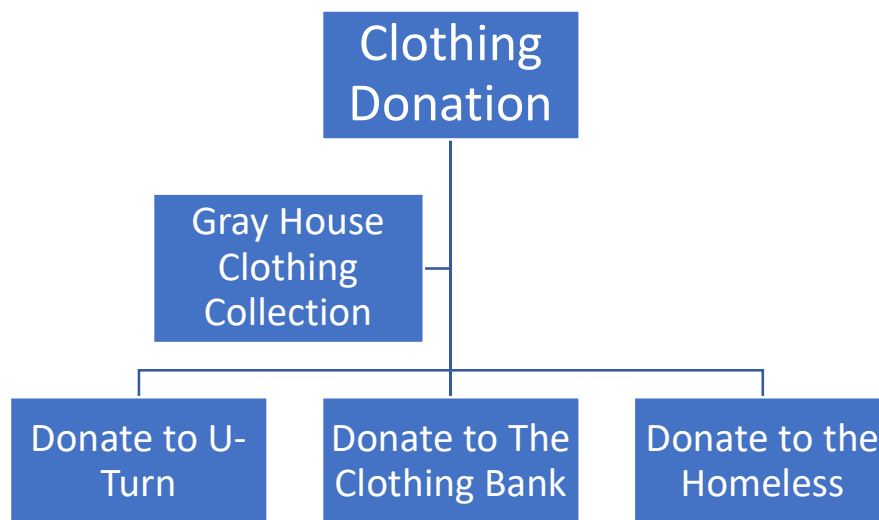 Clothing
Donation
Gray House
Clothing
Collection
Donate to U-
Turn
Donate to The
Clothing Bank
Donate to the
Homeless